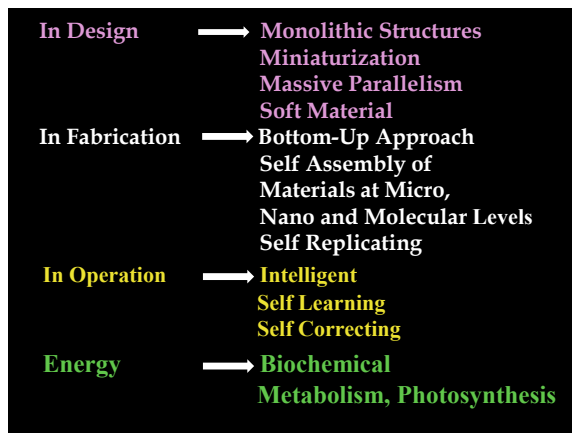 In Design Monolithic Structures
Miniaturization
Massive Parallelism
Soft Material
In Fabrication Bottom-Up Approach
Self Assembly of
Materials at Micro,
Nano and Molecular Levels
Self Replicating
In Operation Intelligent
Self Learning
Self Correcting
Energy Biochemical
Metabolism, Photosynthesis